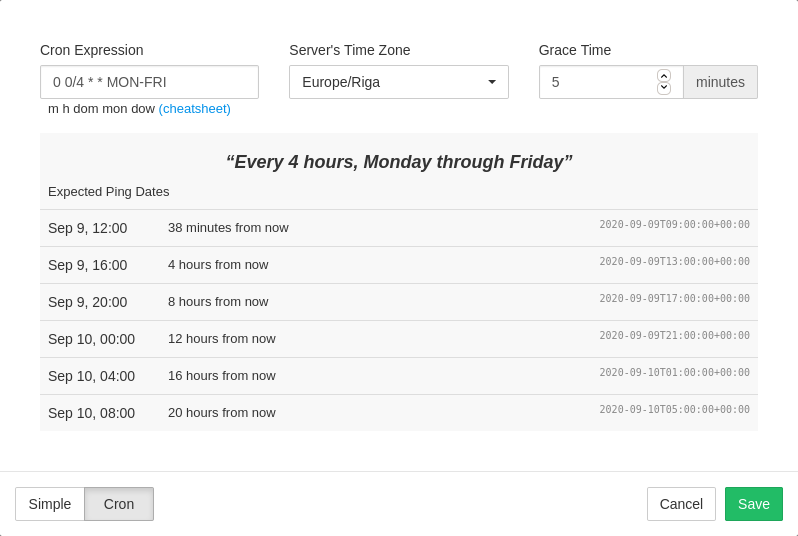 Cron Expression Server's Time Zone Grace Time
0 0/4 * * MON-FRI Europe/Riga 5 minutes
m h dom mon dow (cheatsheet)
“Every 4 hours, Monday through Friday”
Expected Ping Dates
Sep 9, 12:00 38 minutes from now 2020-09-09T09:00:00+00:00
Sep 9, 16:00 4 hours from now 2020-09-09T13:00:00+00:00
Sep 9, 20:00 8 hours from now 2020-09-09T17:00:00+00:00
Sep 10, 00:00 12 hours from now 2020-09-09T21:00:00+00:00
Sep 10, 04:00 16 hours from now 2020-09-10T01:00:00+00:00
Sep 10, 08:00 20 hours from now 2020-09-10T05:00:00+00:00
Simple Cron Cancel Save